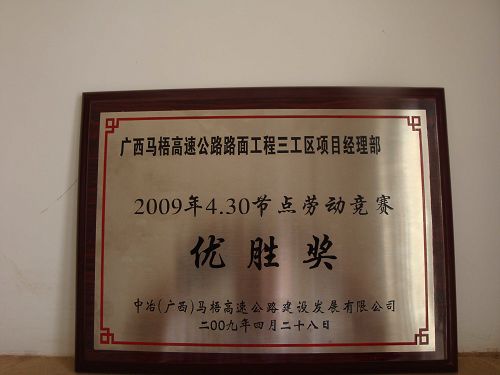 广西马梧高速公路路面工程三工区项目经理部
2009年4.30节点劳动竞赛
优胜奖
中冶(广西)马梧高速公路建设发展有限公司
二00九年四月二十八日